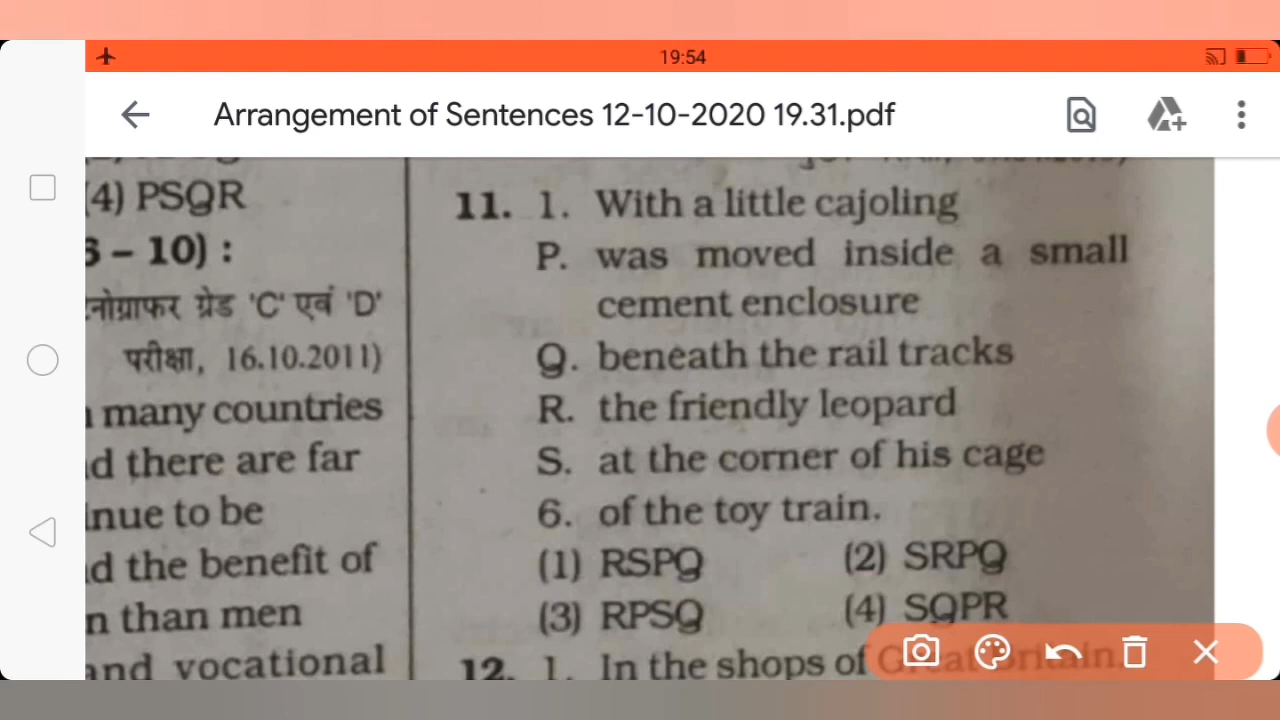 19:54
Arrangement of Sentences 12-10-2020 19.31.pdf
(4) PSQR
– 10) :
ग्रेड 'C' एवं 'D'
परीक्षा, 16.10.2011)
many countries
there are far
to be
the benefit of
than men
and vocational
11. 1. With a little cajoling
P. was moved inside a small
cement enclosure
Q. beneath the rail tracks
R. the friendly leopard
S. at the corner of his cage
6. of the toy train.
(1) RSPQ (2) SRPQ
(3) RPSQ (4) SQPR
12. 1. In the shops of Great Britain.